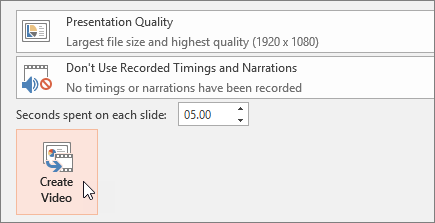 Presentation Quality
Largest file size and highest quality (1920 x 1080)
Don't Use Recorded Timings and Narrations
No timings or narrations have been recorded
Seconds spent on each slide: 05.00
Create
Video